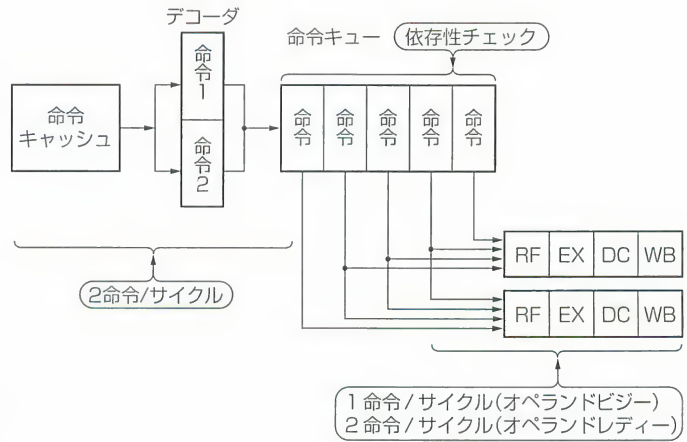 デコーダ
命令キュー
依存性チェック
命令
キャッシュ
命令1
命令2
命令
命令
命令
命令
命令
2命令/サイクル
RF EX DC WB
RF EX DC WB
1命令/サイクル(オペランドビジー)
2命令/サイクル(オペランドレディー)